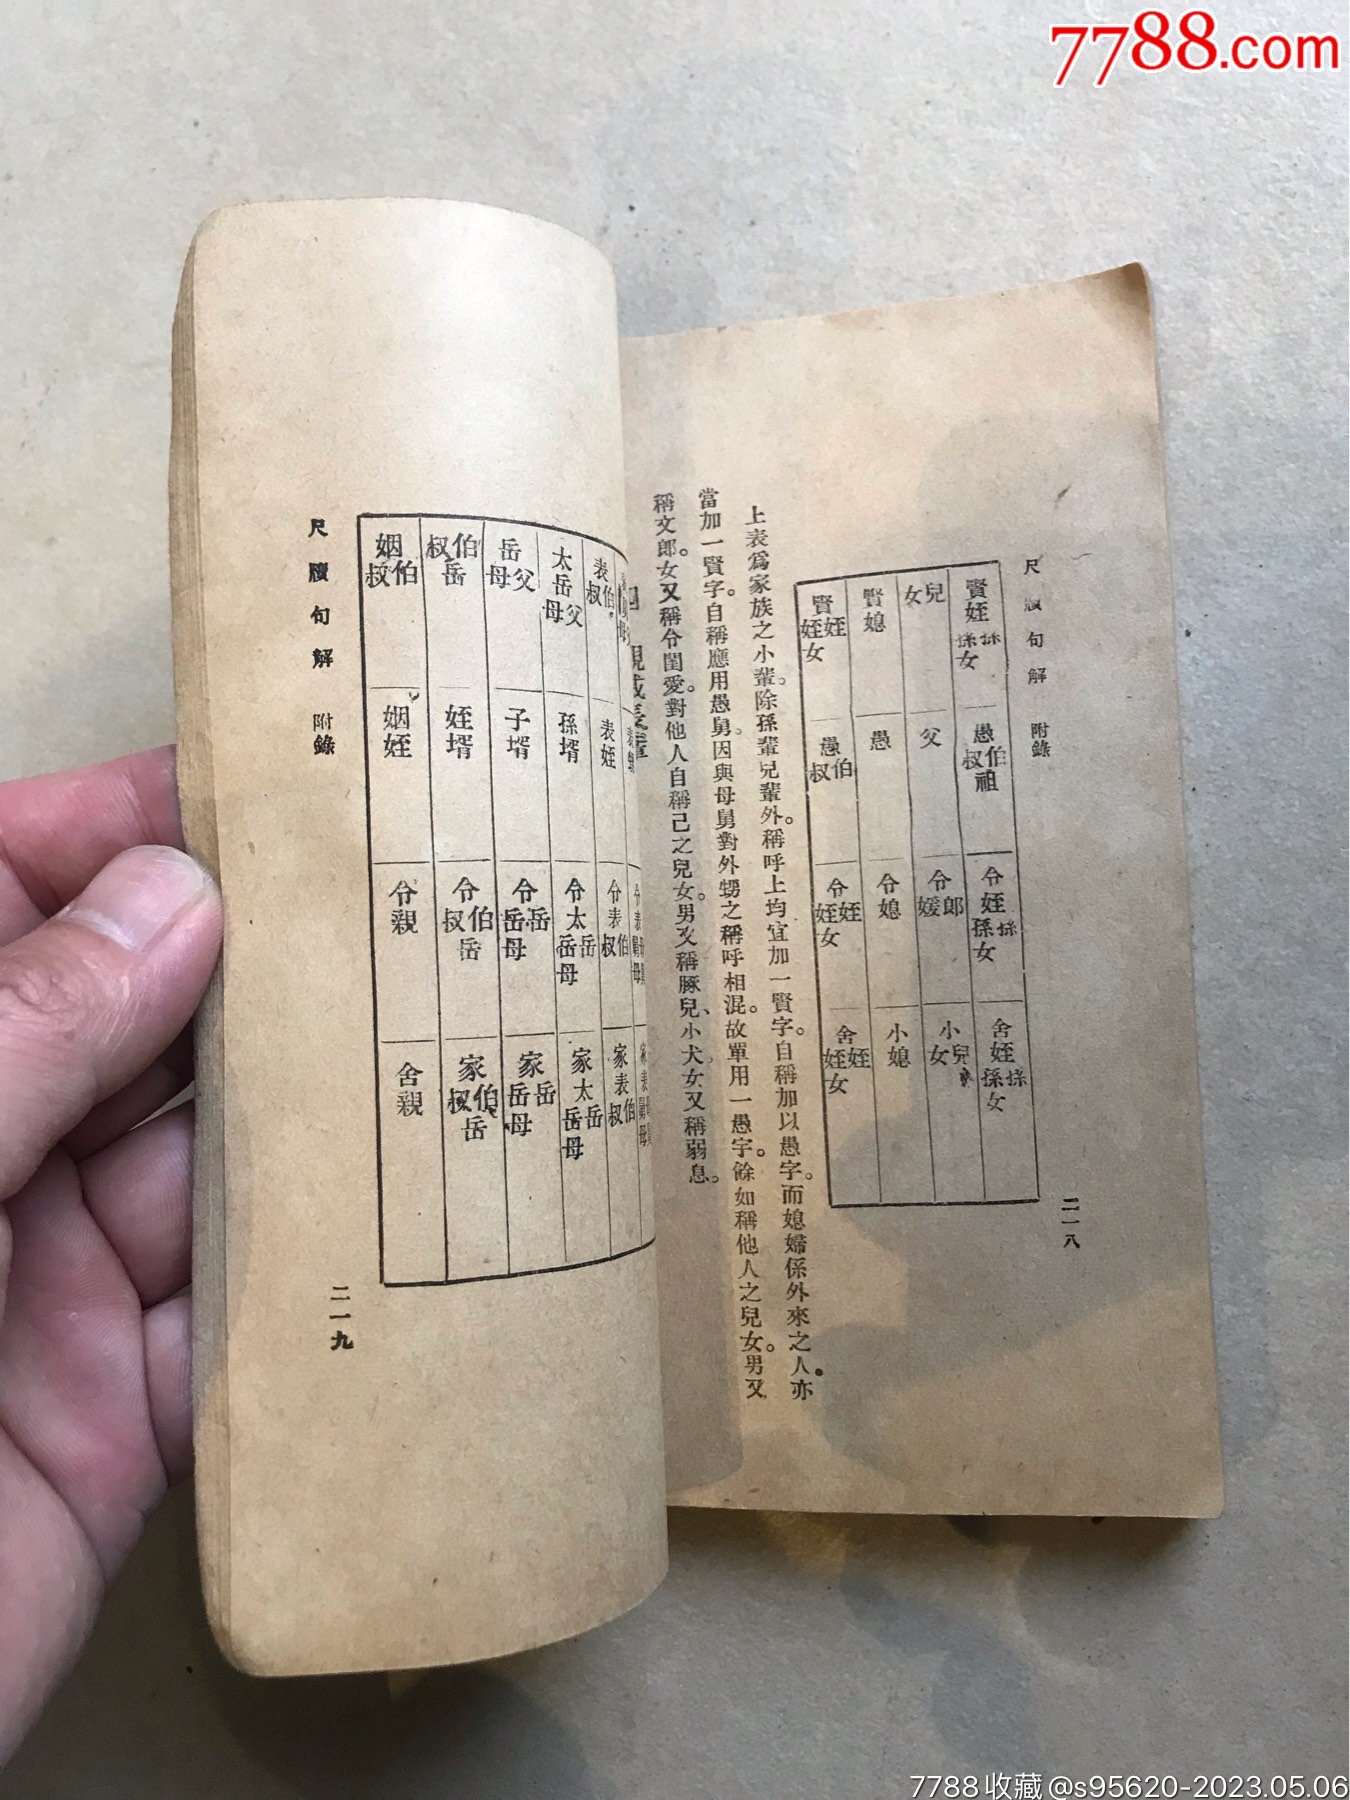 7788.com
尺牘句解 附錄
二一八
賢姪孫孫女 愚伯叔祖 令姪孫孫女 舍姪孫孫女
兒女 父 令郎媛 小兒女
賢媳 愚 令媳 小媳
賢姪姪女 愚伯叔 令姪姪女 舍姪姪女
上表爲家族之小輩。除孫輩兒輩外。稱呼上均宜加一賢字。自稱加以愚字。而媳婦係外來之人。亦
當加一賢字。自稱應用愚舅。因與母舅對外甥之稱呼相混。故單用一愚字。餘如稱他人之兒女。男又
稱文郎。女又稱令閨愛。對他人自稱己之兒女。男又稱豚兒、小犬女又稱弱息。
表伯叔 表姪 令表伯叔 家表伯叔
太岳父母 孫壻 令太岳岳母 家太岳岳母
岳父母 子壻 令岳岳母 家岳岳母
伯叔岳 姪壻 令伯叔岳 家伯叔岳
姻伯叔 姻姪 令親 舍親
尺牘句解 附錄
二一九
7788收藏@s95620-2023.05.06